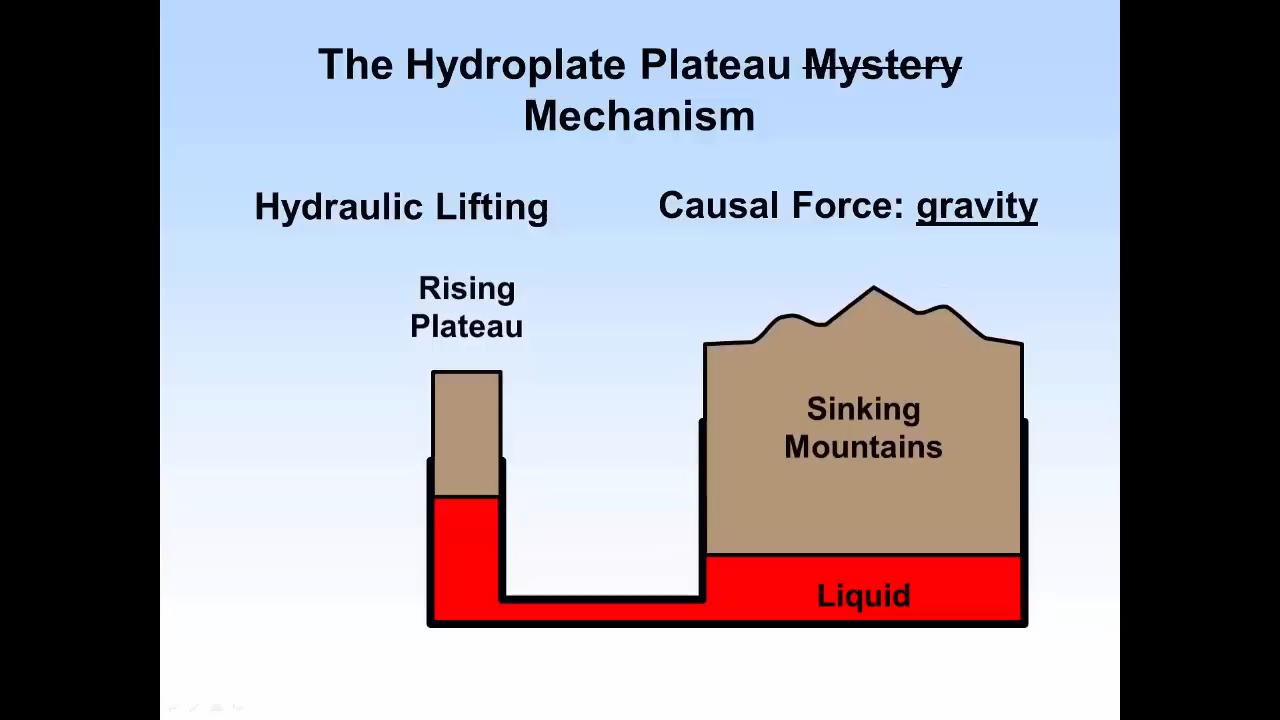 The Hydroplate Plateau Mystery
Mechanism
Hydraulic Lifting
Causal Force: gravity
Rising
Plateau
Sinking
Mountains
Liquid